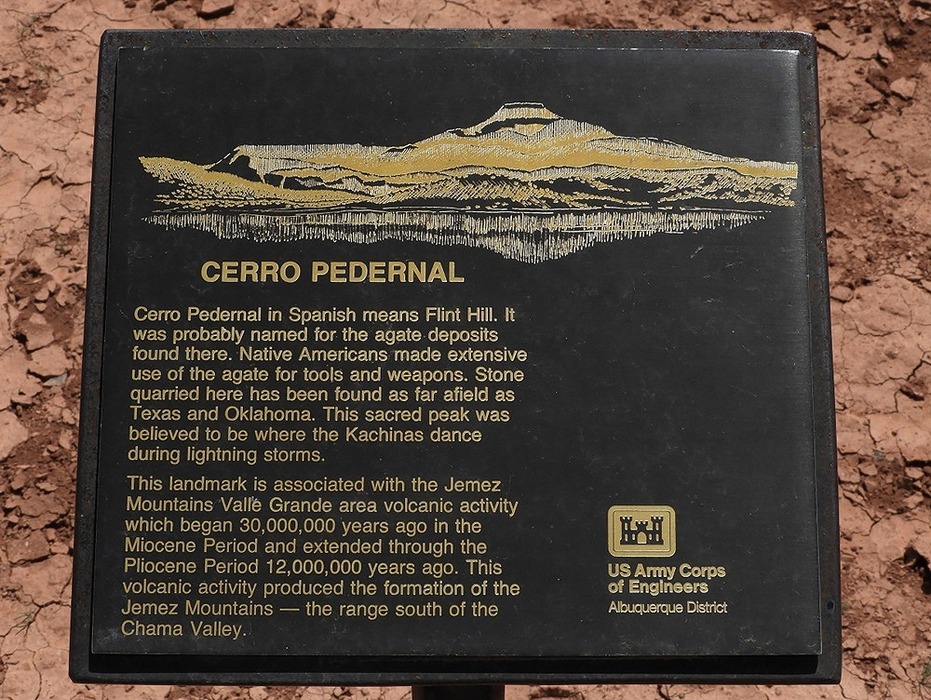 CERRO PEDERNAL
Cerro Pedernal in Spanish means Flint Hill. It
was probably named for the agate deposits
found there. Native Americans made extensive
use of the agate for tools and weapons. Stone
quarried here has been found as far afield as
Texas and Oklahoma. This sacred peak was
believed to be where the Kachinas dance
during lightning storms.
This landmark is associated with the Jemez
Mountains Valle Grande area volcanic activity
which began 30,000,000 years ago in the
Miocene Period and extended through the
Pliocene Period 12,000,000 years ago. This
volcanic activity produced the formation of the
Jemez Mountains — the range south of the
Chama Valley.
US Army Corps
of Engineers
Albuquerque District